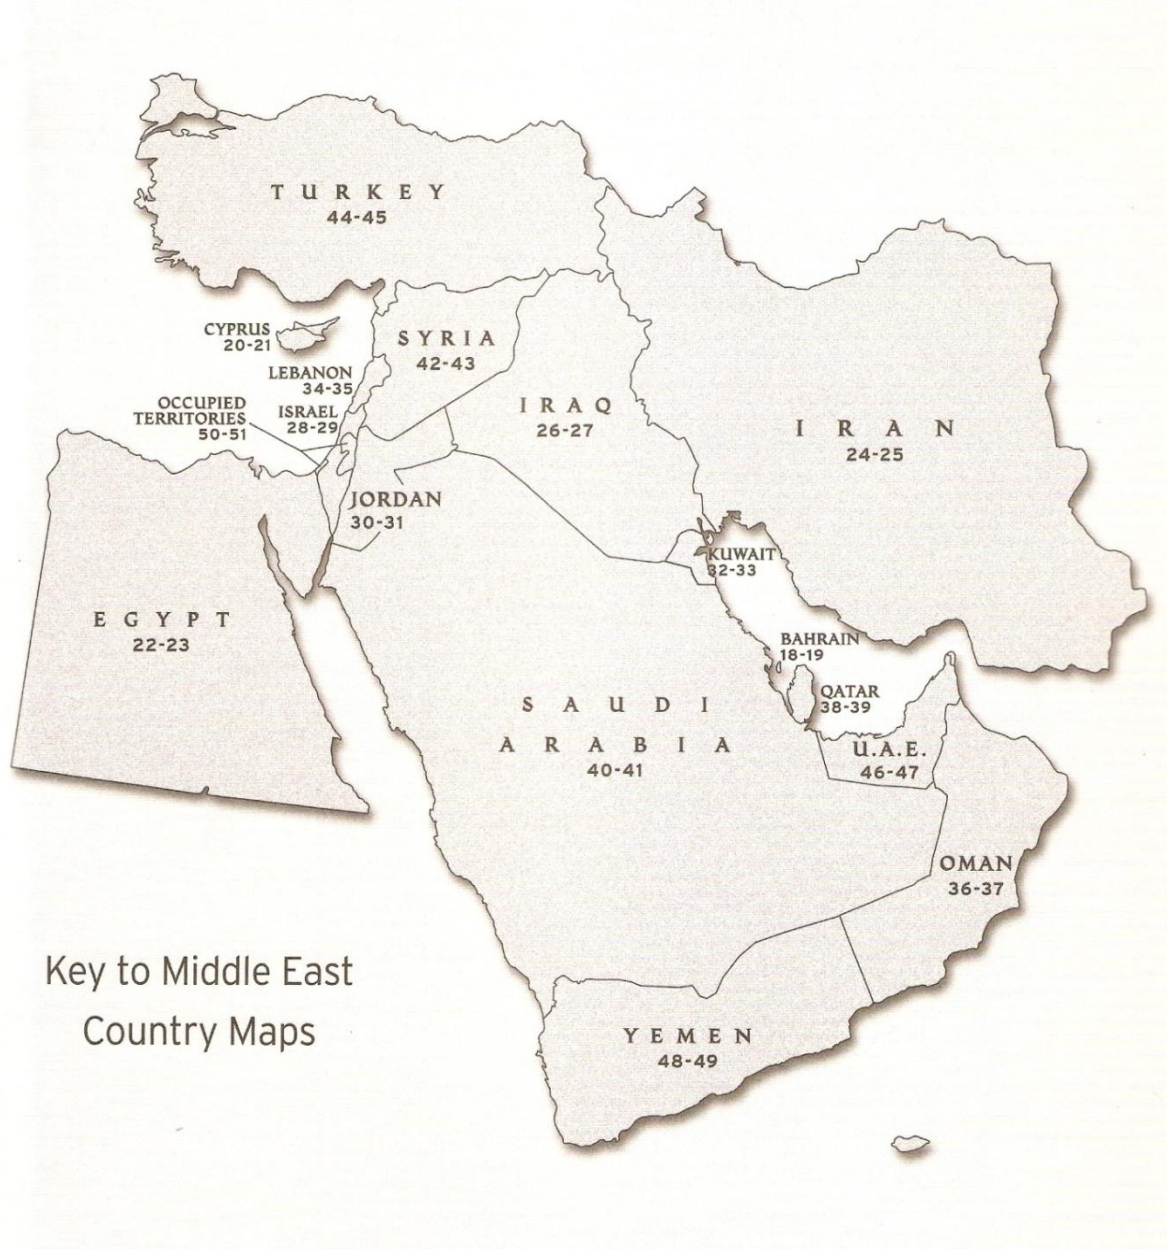 TURKEY
44-45
CYPRUS
20-21
SYRIA
42-43
LEBANON
34-35
OCCUPIED
TERRITORIES
50-51
ISRAEL
28-29
IRAQ
26-27
IRAN
24-25
JORDAN
30-31
KUWAIT
32-33
EGYPT
22-23
BAHRAIN
18-19
QATAR
38-39
SAUDI
ARABIA
40-41
U.A.E.
46-47
OMAN
36-37
YEMEN
48-49
Key to Middle East
Country Maps